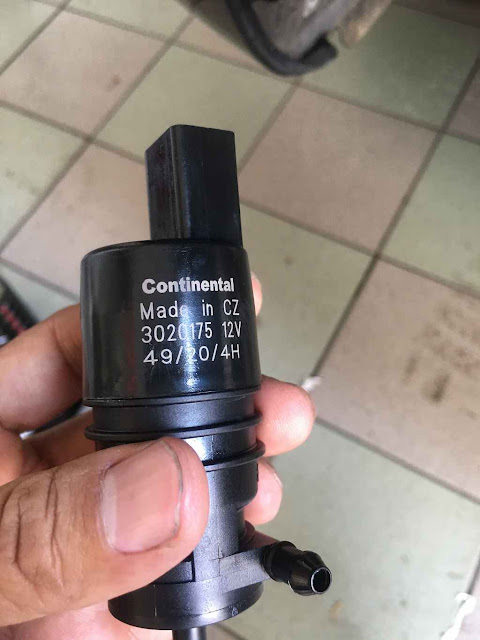 Continental
Made in CZ
3020175 12V
49/20/4H